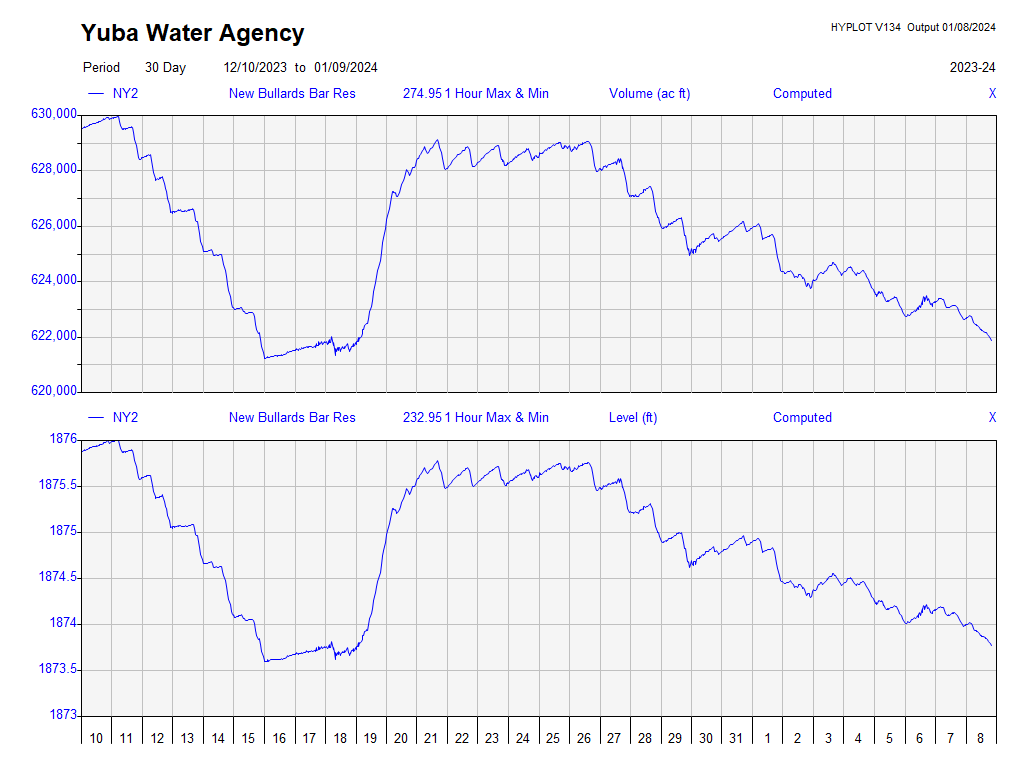 Yuba Water Agency
HYPLOT V134 Output 01/08/2024
Period 30 Day 12/10/2023 to 01/09/2024 2023-24
NY2 New Bullards Bar Res 274.95 1 Hour Max & Min Volume (ac ft) Computed X
630,000
628,000
626,000
624,000
622,000
620,000
NY2 New Bullards Bar Res 232.95 1 Hour Max & Min Level (ft) Computed X
1876
1875.5
1875
1874.5
1874
1873.5
1873
10 11 12 13 14 15 16 17 18 19 20 21 22 23 24 25 26 27 28 29 30 31 1 2 3 4 5 6 7 8